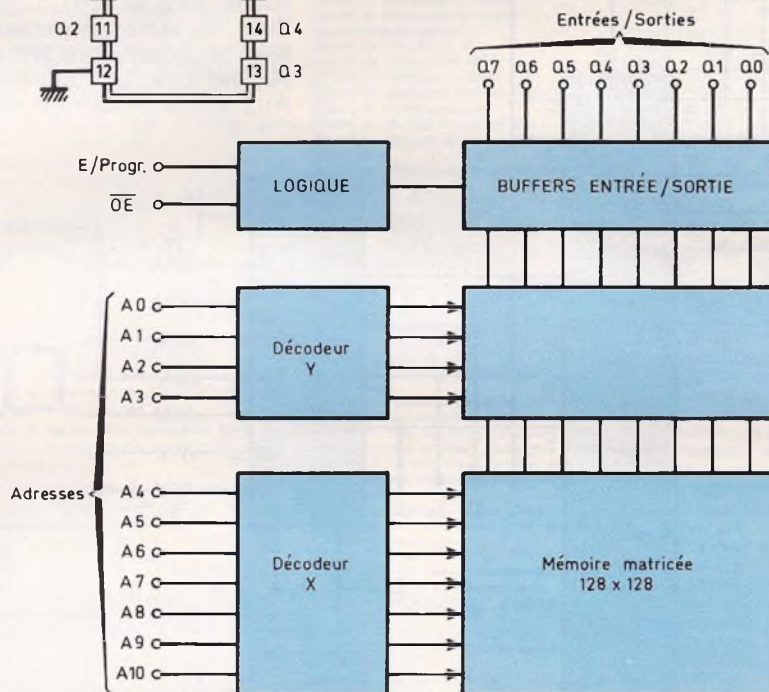 Q2 11 14 Q4
12 13 Q3
Entrées/Sorties
Q7 Q6 Q5 Q4 Q3 Q2 Q1 Q0
E/Progr.
OE
LOGIQUE
BUFFERS ENTRÉE/SORTIE
A0
A1
A2
A3
Décodeur
Y
Adresses
A4
A5
A6
A7
A8
A9
A10
Décodeur
X
Mémoire matricée
128 x 128